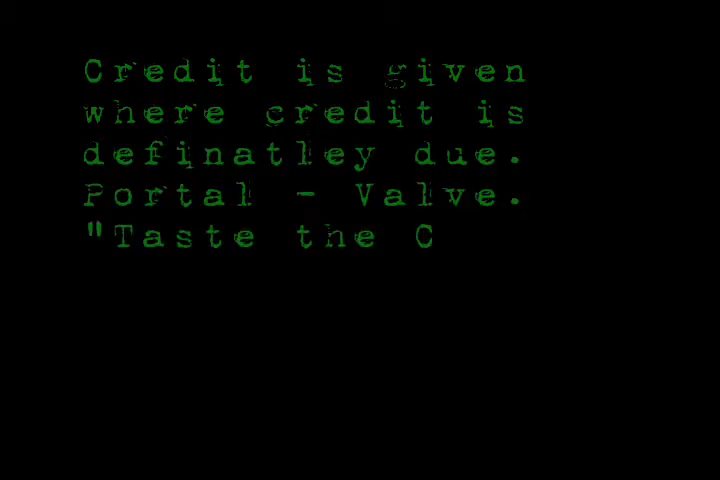 Credit is given
where credit is
definatley due.
Portal - Valve.
"Taste the C